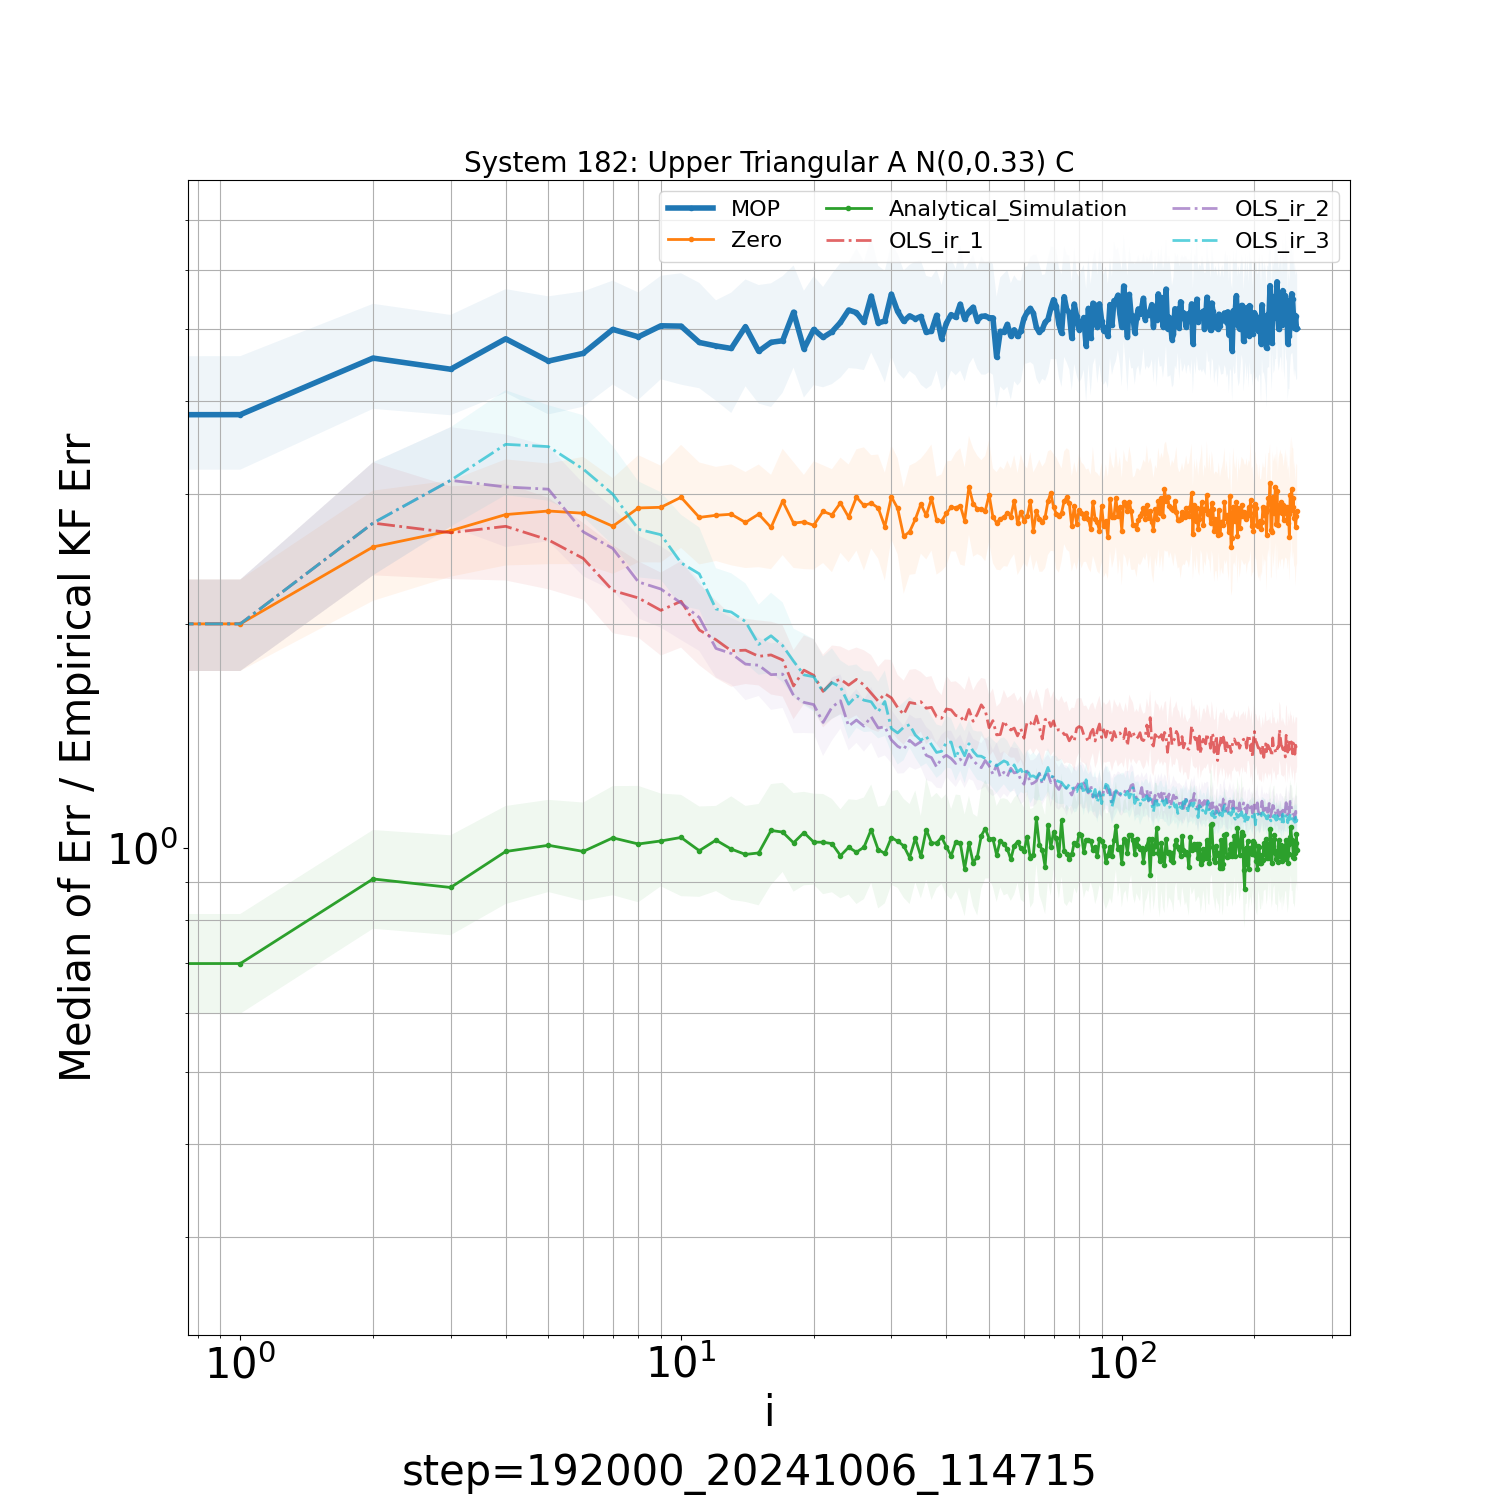 System 182: Upper Triangular A N(0,0.33) C
MOP
Zero
Analytical_Simulation
OLS_ir_1
OLS_ir_2
OLS_ir_3
Median of Err / Empirical KF Err
10⁰
10⁰
10¹
10²
i
step=192000_20241006_114715